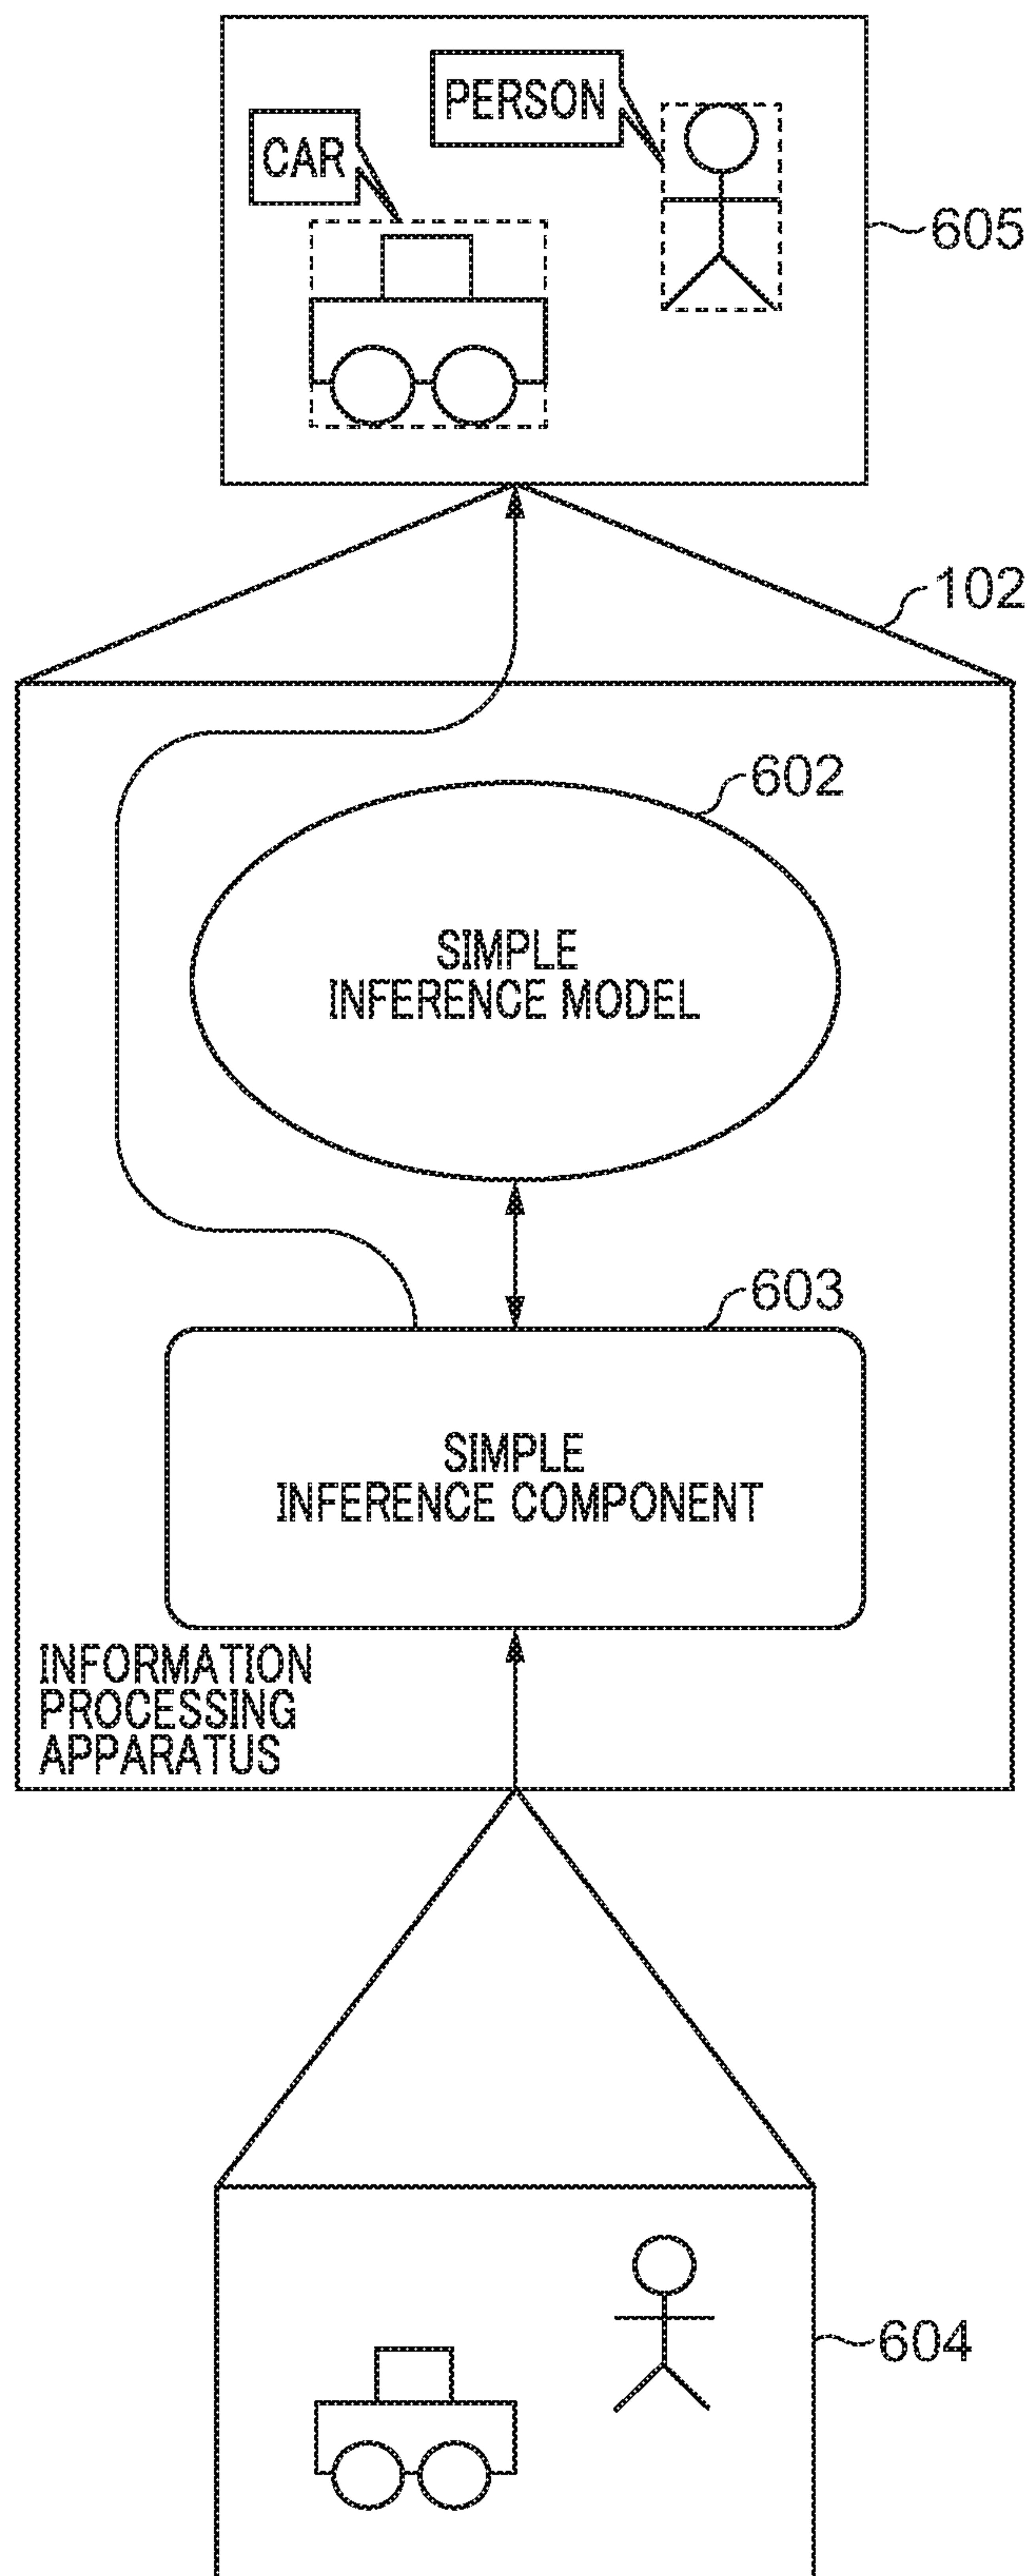 PERSON
CAR
605
102
602
SIMPLE
INFERENCE MODEL
603
SIMPLE
INFERENCE COMPONENT
INFORMATION
PROCESSING
APPARATUS
604